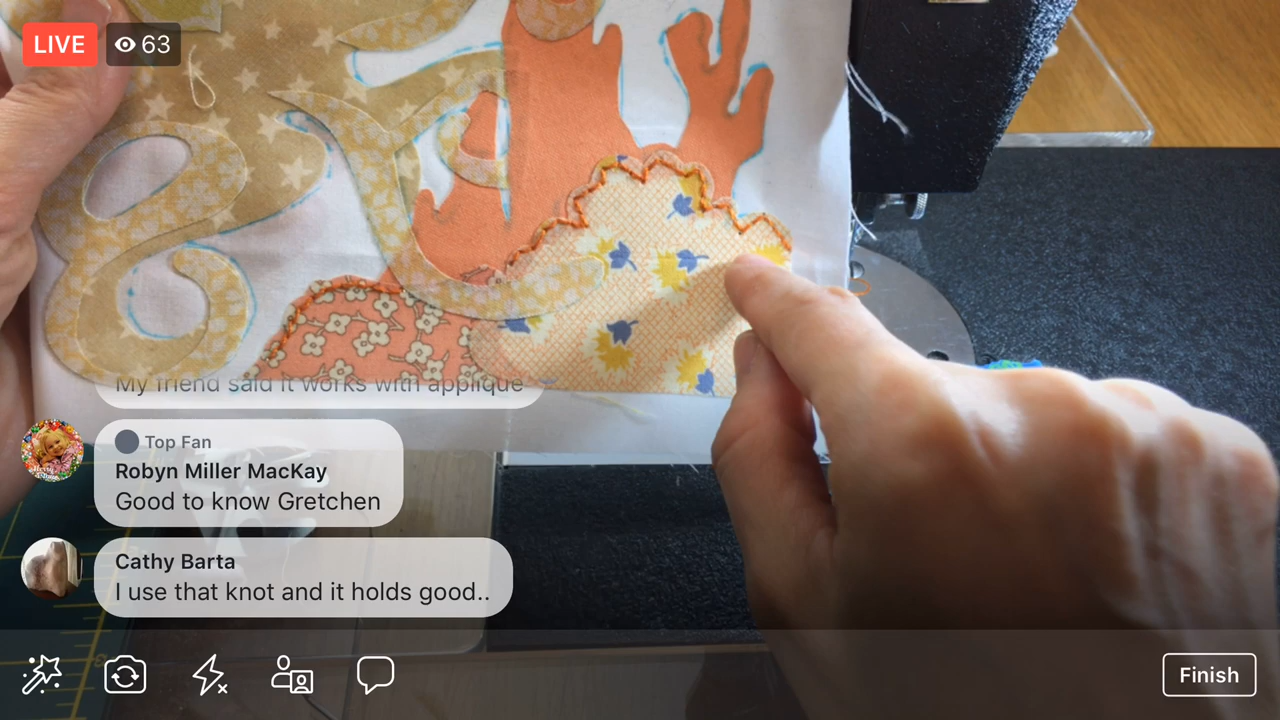 LIVE
63
My friend said it works with applique
Top Fan
Robyn Miller MacKay
Good to know Gretchen
Cathy Barta
I use that knot and it holds good..
Finish